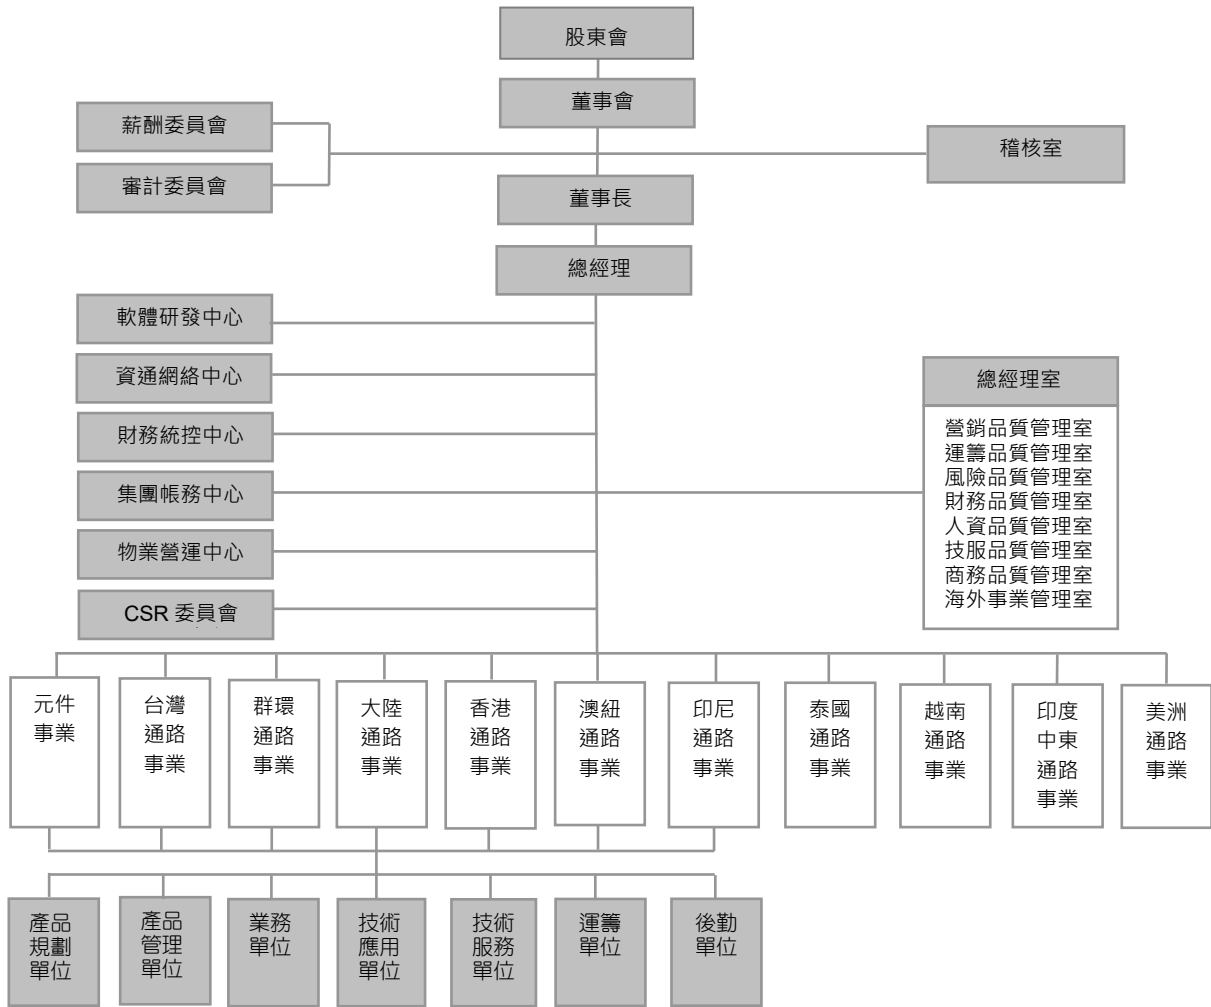 股東會
董事會
薪酬委員會
審計委員會
稽核室
董事長
總經理
軟體研發中心
資通網絡中心
財務統控中心
集團帳務中心
物業營運中心
CSR 委員會
總經理室
營銷品質管理室
運籌品質管理室
風險品質管理室
財務品質管理室
人資品質管理室
技服品質管理室
商務品質管理室
海外事業管理室
元件
事業
台灣
通路
事業
群環
通路
事業
大陸
通路
事業
香港
通路
事業
澳紐
通路
事業
印尼
通路
事業
泰國
通路
事業
越南
通路
事業
印度
中東
通路
事業
美洲
通路
事業
產品
規劃
單位
產品
管理
單位
業務
單位
技術
應用
單位
技術
服務
單位
運籌
單位
後勤
單位